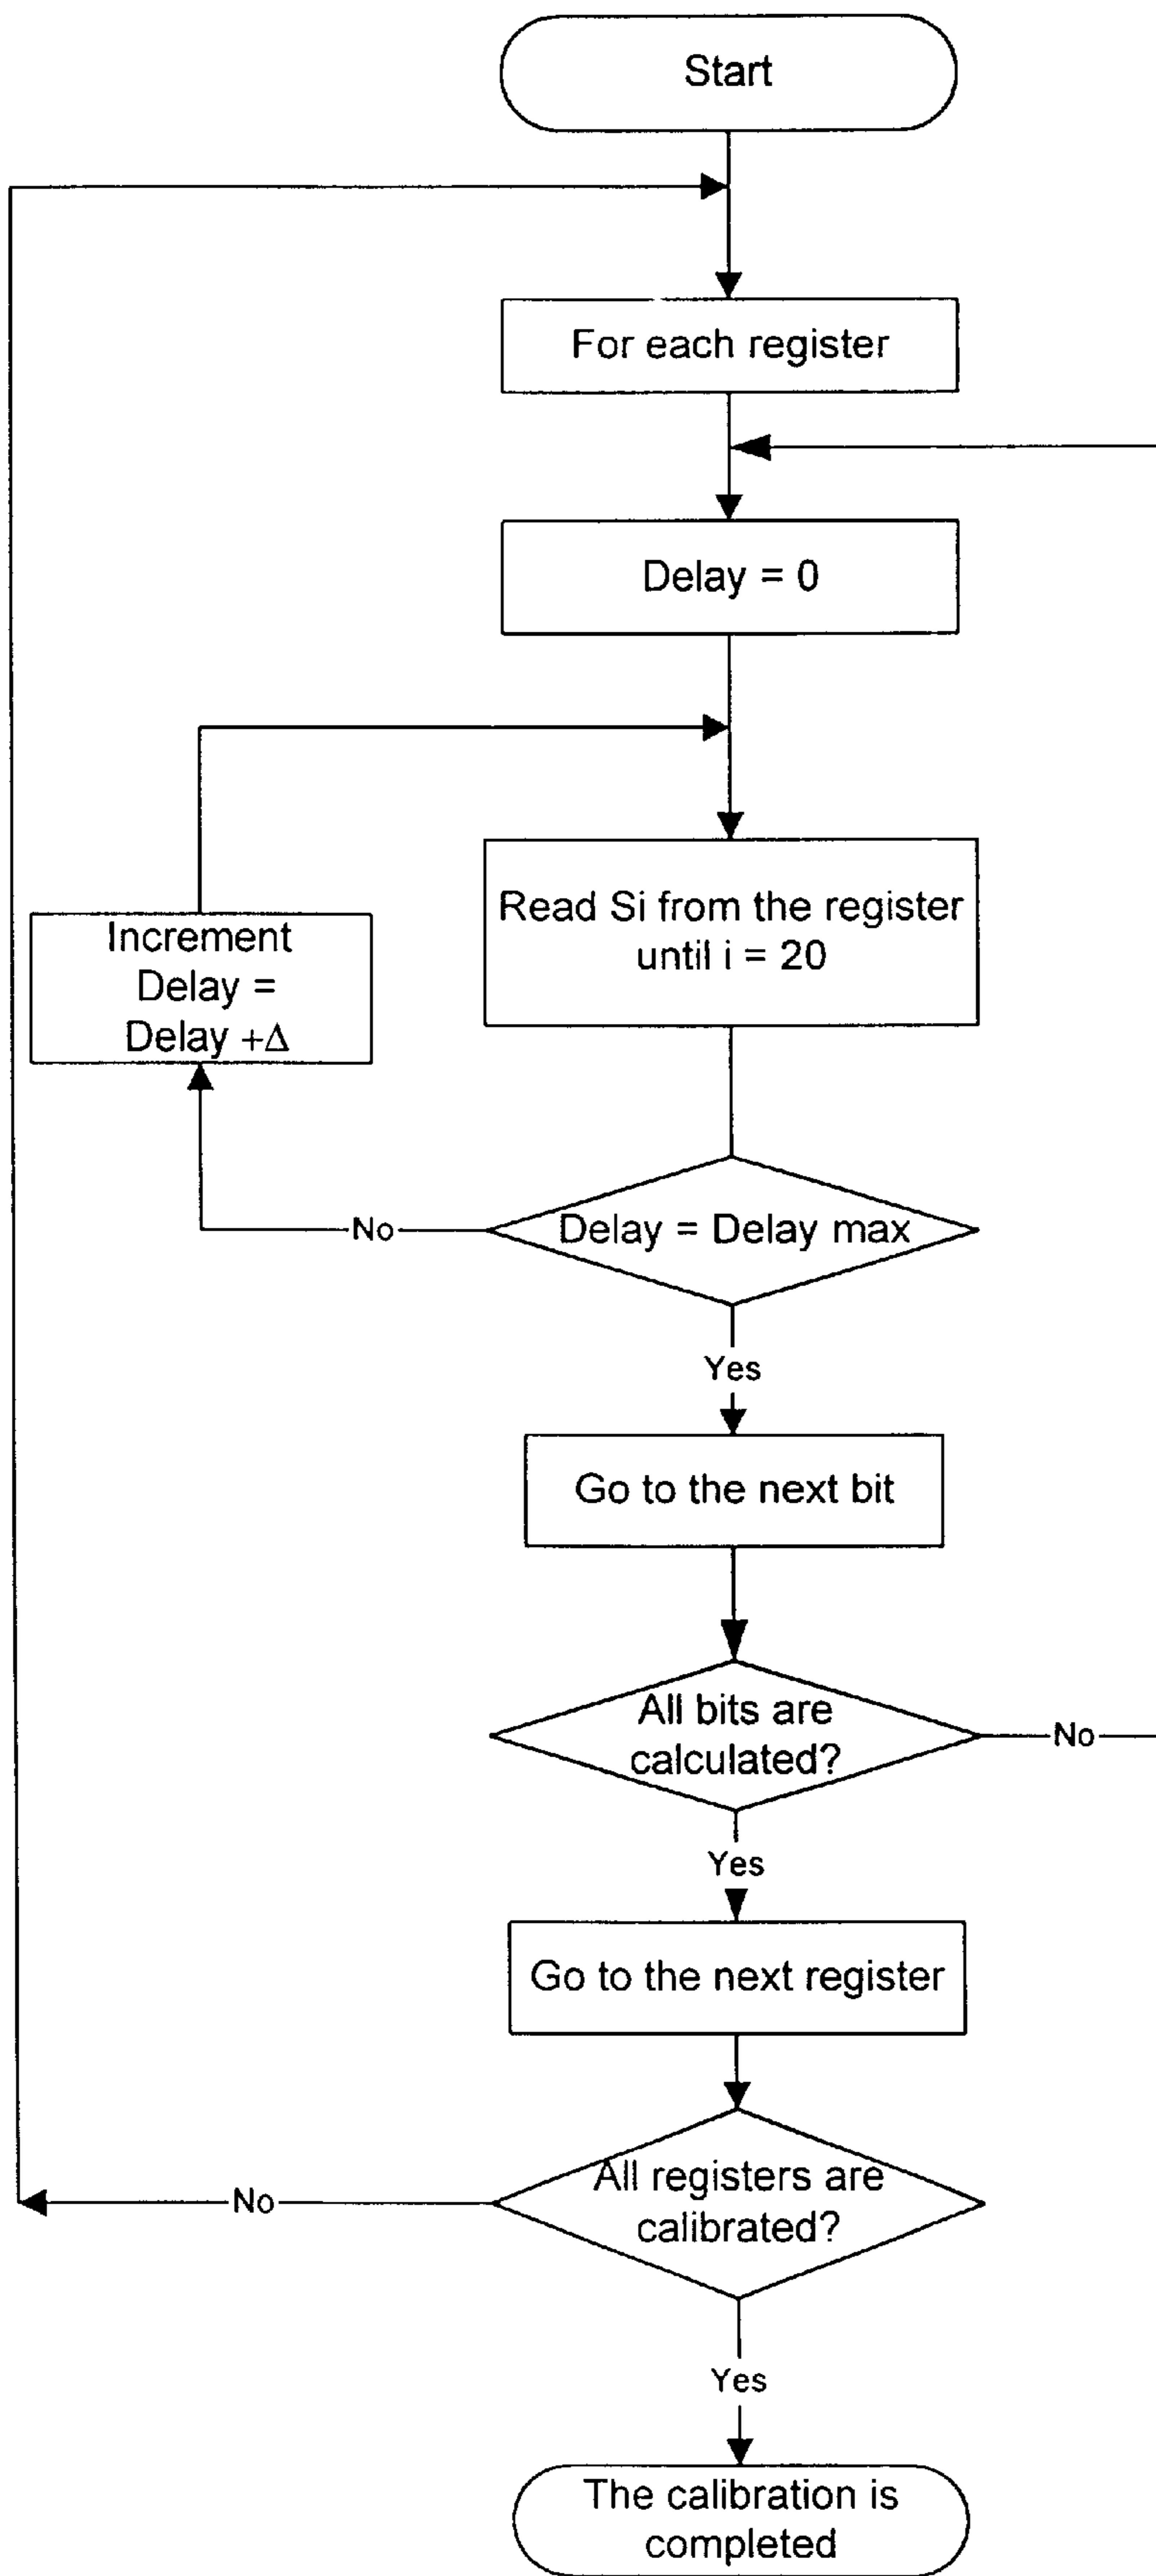 Start
For each register
Delay = 0
Read Si from the register
until i = 20
Increment
Delay =
Delay +Δ
Delay = Delay max
No
Yes
Go to the next bit
All bits are
calculated?
No
Yes
Go to the next register
All registers are
calibrated?
No
Yes
The calibration is
completed